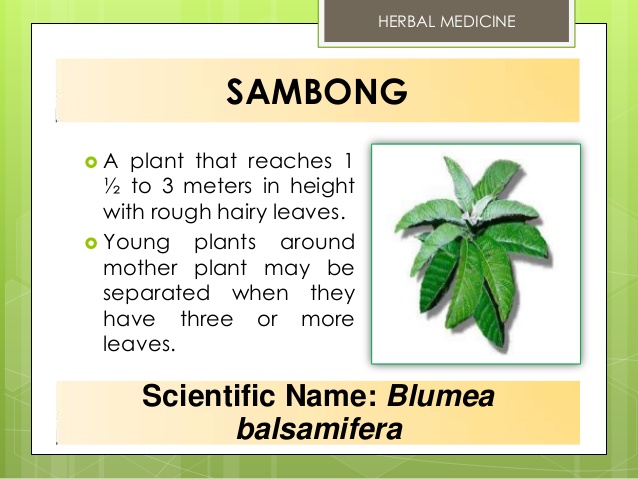 HERBAL MEDICINE
SAMBONG
A plant that reaches 1
½ to 3 meters in height
with rough hairy leaves.
Young plants around
mother plant may be
separated when they
have three or more
leaves.
Scientific Name: Blumea
balsamifera